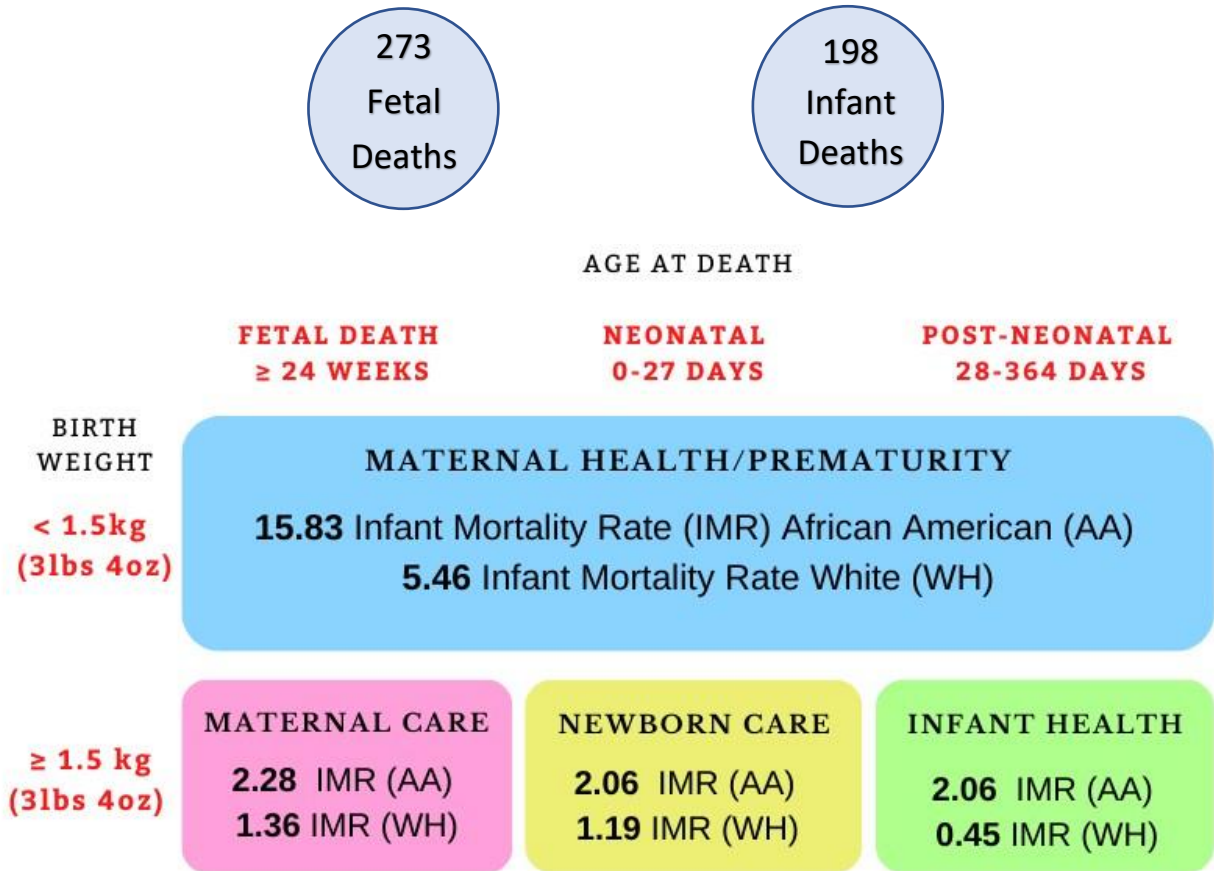 273
Fetal
Deaths
198
Infant
Deaths
AGE AT DEATH
FETAL DEATH
≥ 24 WEEKS
NEONATAL
0-27 DAYS
POST-NEONATAL
28-364 DAYS
BIRTH
WEIGHT
< 1.5kg
(3lbs 4oz)
MATERNAL HEALTH/PREMATURITY
15.83 Infant Mortality Rate (IMR) African American (AA)
5.46 Infant Mortality Rate White (WH)
≥ 1.5 kg
(3lbs 4oz)
MATERNAL CARE
2.28 IMR (AA)
1.36 IMR (WH)
NEWBORN CARE
2.06 IMR (AA)
1.19 IMR (WH)
INFANT HEALTH
2.06 IMR (AA)
0.45 IMR (WH)